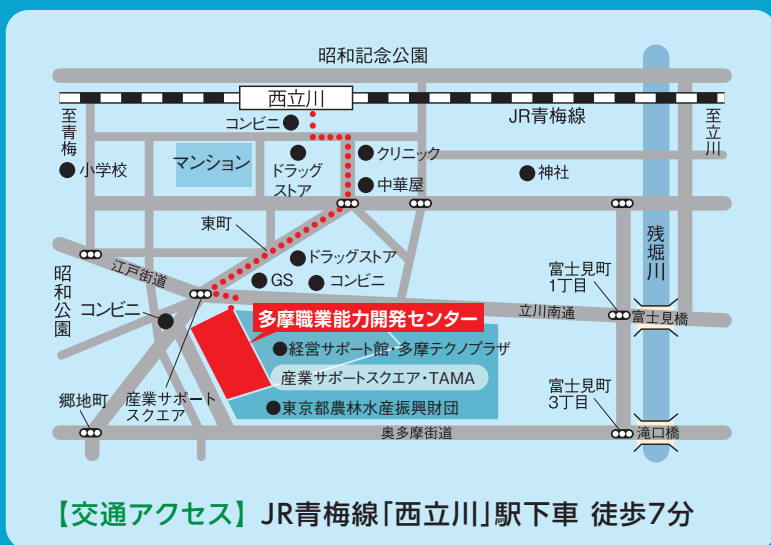 昭和記念公園
西立川
JR青梅線
至青梅
至立川
コンビニ
小学校
マンション
ドラッグ
ストア
クリニック
中華屋
神社
東町
残堀川
昭和公園
江戸街道
ドラッグストア
GS
コンビニ
コンビニ
富士見町
1丁目
立川南通
富士見橋
多摩職業能力開発センター
経営サポート館・多摩テクノプラザ
産業サポートスクエア・TAMA
東京都農林水産振興財団
郷地町
産業サポート
スクエア
富士見町
3丁目
奥多摩街道
滝口橋
【交通アクセス】JR青梅線「西立川」駅下車 徒歩7分